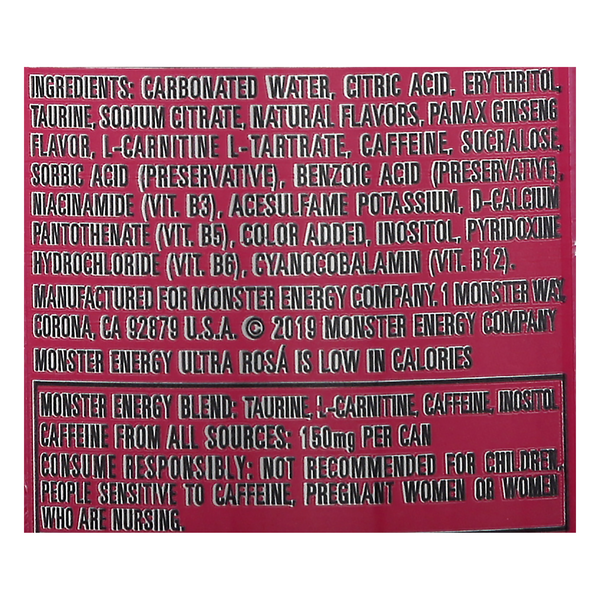 INGREDIENTS: CARBONATED WATER, CITRIC ACID, ERYTHRITOL,
TAURINE, SODIUM CITRATE, NATURAL FLAVORS, PANAX GINSENG
FLAVOR, L-CARNITINE L-TARTRATE, CAFFEINE, SUCRALOSE,
SORBIC ACID (PRESERVATIVE), BENZOIC ACID (PRESERVATIVE),
NIACINAMIDE (VIT. B3), ACESULFAME POTASSIUM, D-CALCIUM
PANTOTHENATE (VIT. B5), COLOR ADDED, INOSITOL, PYRIDOXINE
HYDROCHLORIDE (VIT. B6), CYANOCOBALAMIN (VIT. B12).
MANUFACTURED FOR MONSTER ENERGY COMPANY. 1 MONSTER WAY,
CORONA, CA 92879 U.S.A. © 2019 MONSTER ENERGY COMPANY
MONSTER ENERGY ULTRA ROSÁ IS LOW IN CALORIES
MONSTER ENERGY BLEND: TAURINE, L-CARNITINE, CAFFEINE, INOSITOL
CAFFEINE FROM ALL SOURCES: 150mg PER CAN
CONSUME RESPONSIBLY: NOT RECOMMENDED FOR CHILDREN,
PEOPLE SENSITIVE TO CAFFEINE, PREGNANT WOMEN OR WOMEN
WHO ARE NURSING.